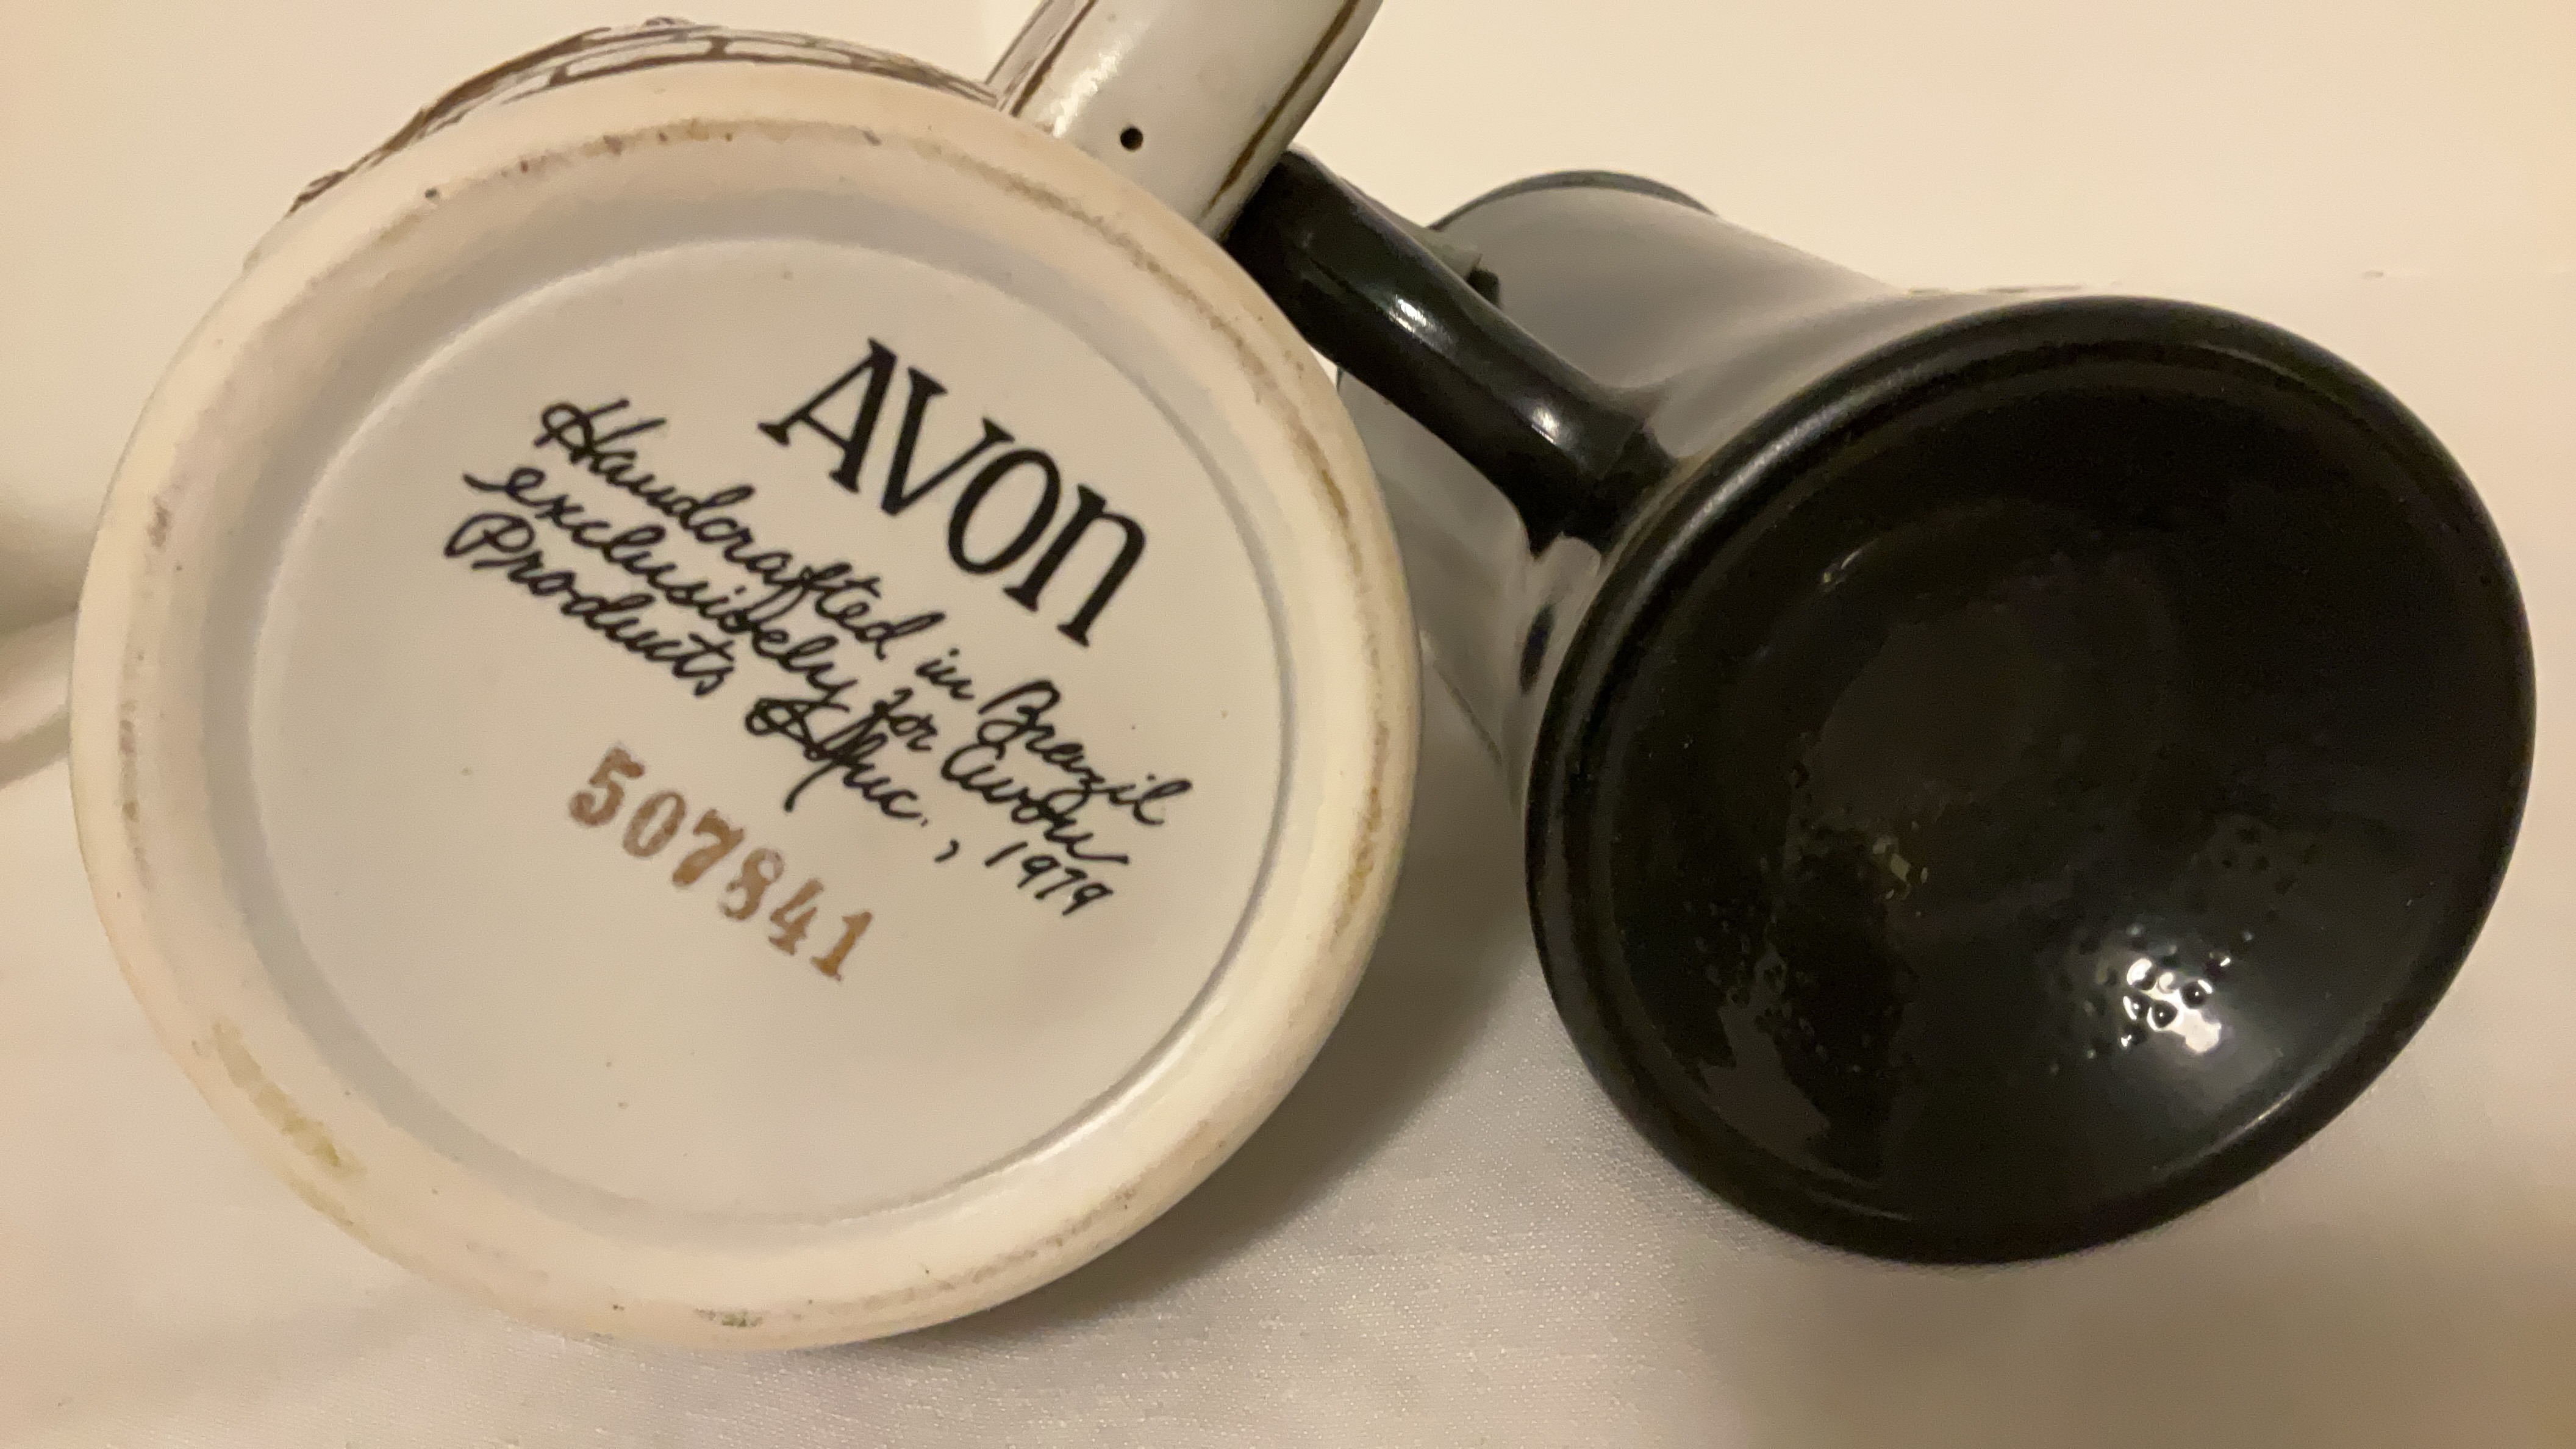 AVON
Handcrafted in Brazil
exclusively for Avon
Products Inc., 1979
507841